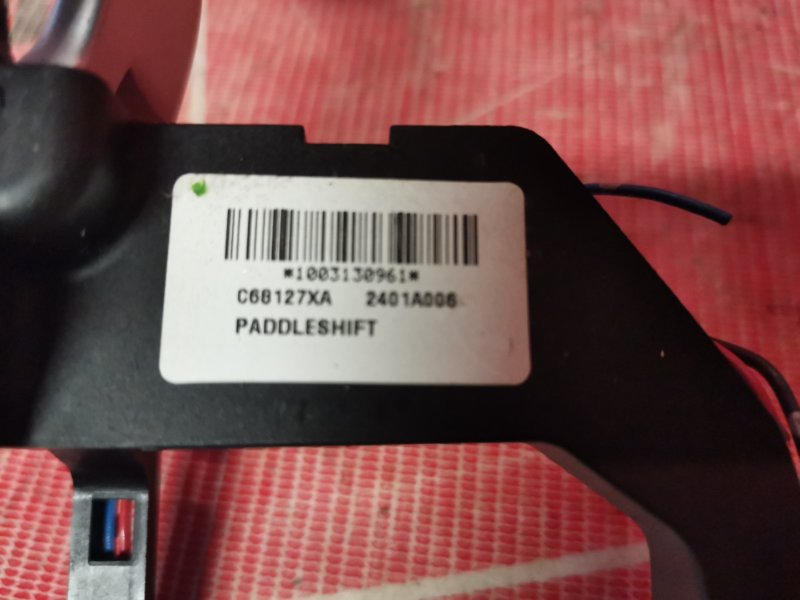 *1003130961*
C68127XA 2401A006
PADDLESHIFT